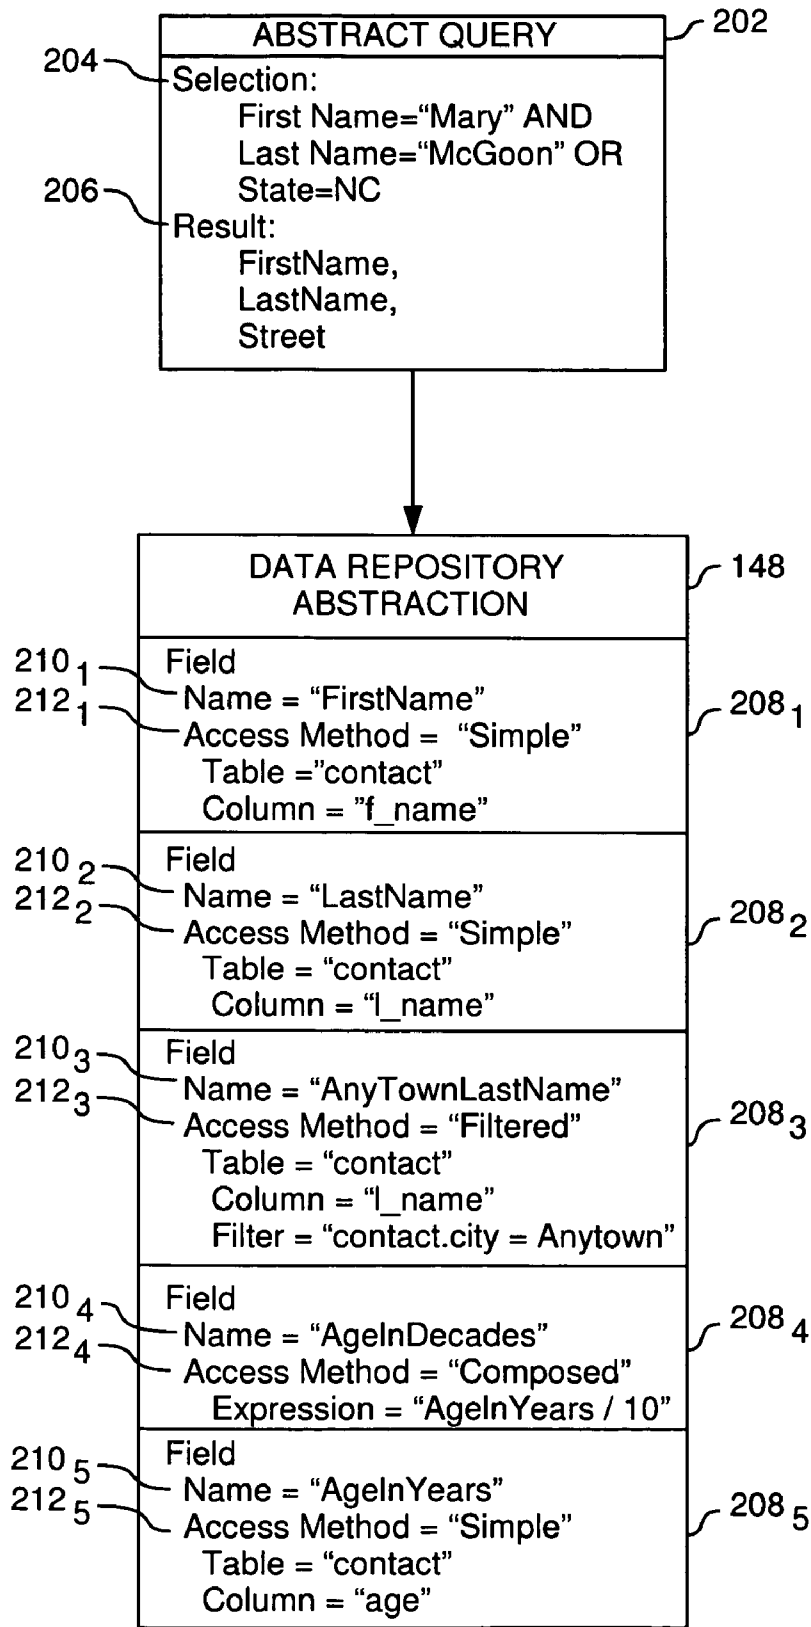 ABSTRACT QUERY 202
204 Selection:
First Name=“Mary” AND
Last Name=“McGoon” OR
State=NC
206 Result:
FirstName,
LastName,
Street
DATA REPOSITORY
ABSTRACTION
148
Field
210 1 Name = “FirstName”
212 1 Access Method = “Simple” 208 1
Table =”contact”
Column = ”f_name”
Field
210 2 Name = “LastName”
212 2 Access Method = “Simple” 208 2
Table = “contact”
Column = “l_name”
Field
210 3 Name = “AnyTownLastName”
212 3 Access Method = “Filtered” 208 3
Table = “contact”
Column = “l_name”
Filter = “contact.city = Anytown”
Field
210 4 Name = “AgeInDecades” 208 4
212 4 Access Method = “Composed”
Expression = “AgeInYears / 10”
Field
210 5 Name = “AgeInYears”
212 5 Access Method = “Simple” 208 5
Table = “contact”
Column = “age”